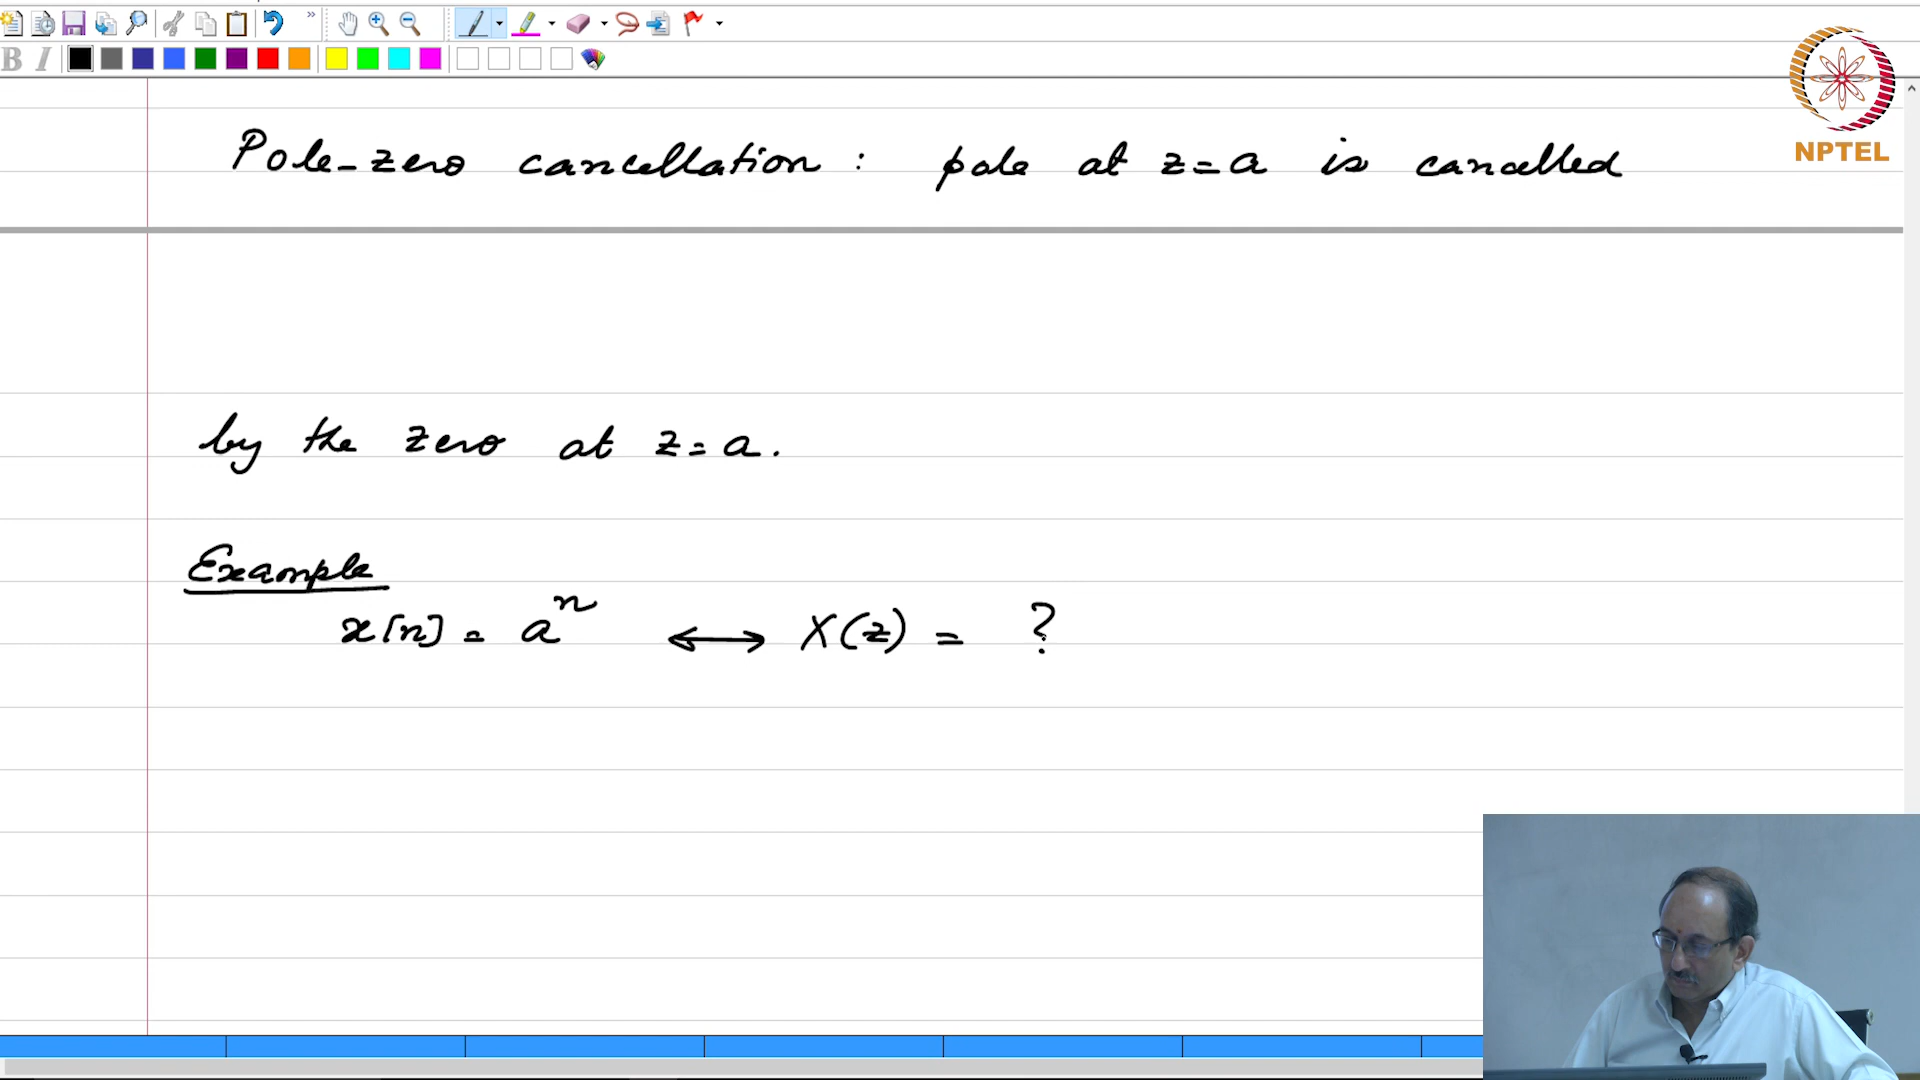 B I
NPTEL
Pole-zero cancellation : pole at z=a is cancelled
by the zero at z=a.
Example
x[n] = a^n ⟷ X(z) = ?